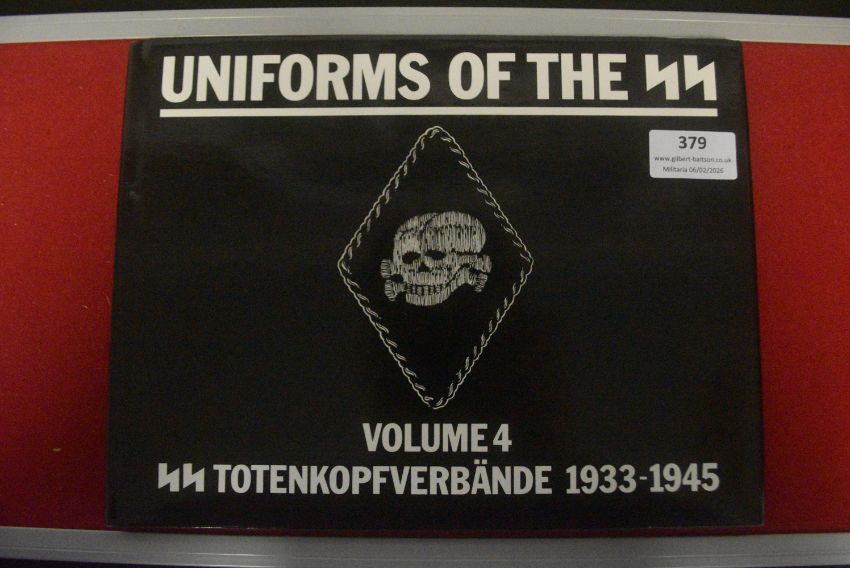 UNIFORMS OF THE ᛋᛋ
379
www.gilbert-baitson.co.uk
Militaria 06/02/2026
VOLUME 4
ᛋᛋ TOTENKOPFVERBÄNDE 1933-1945